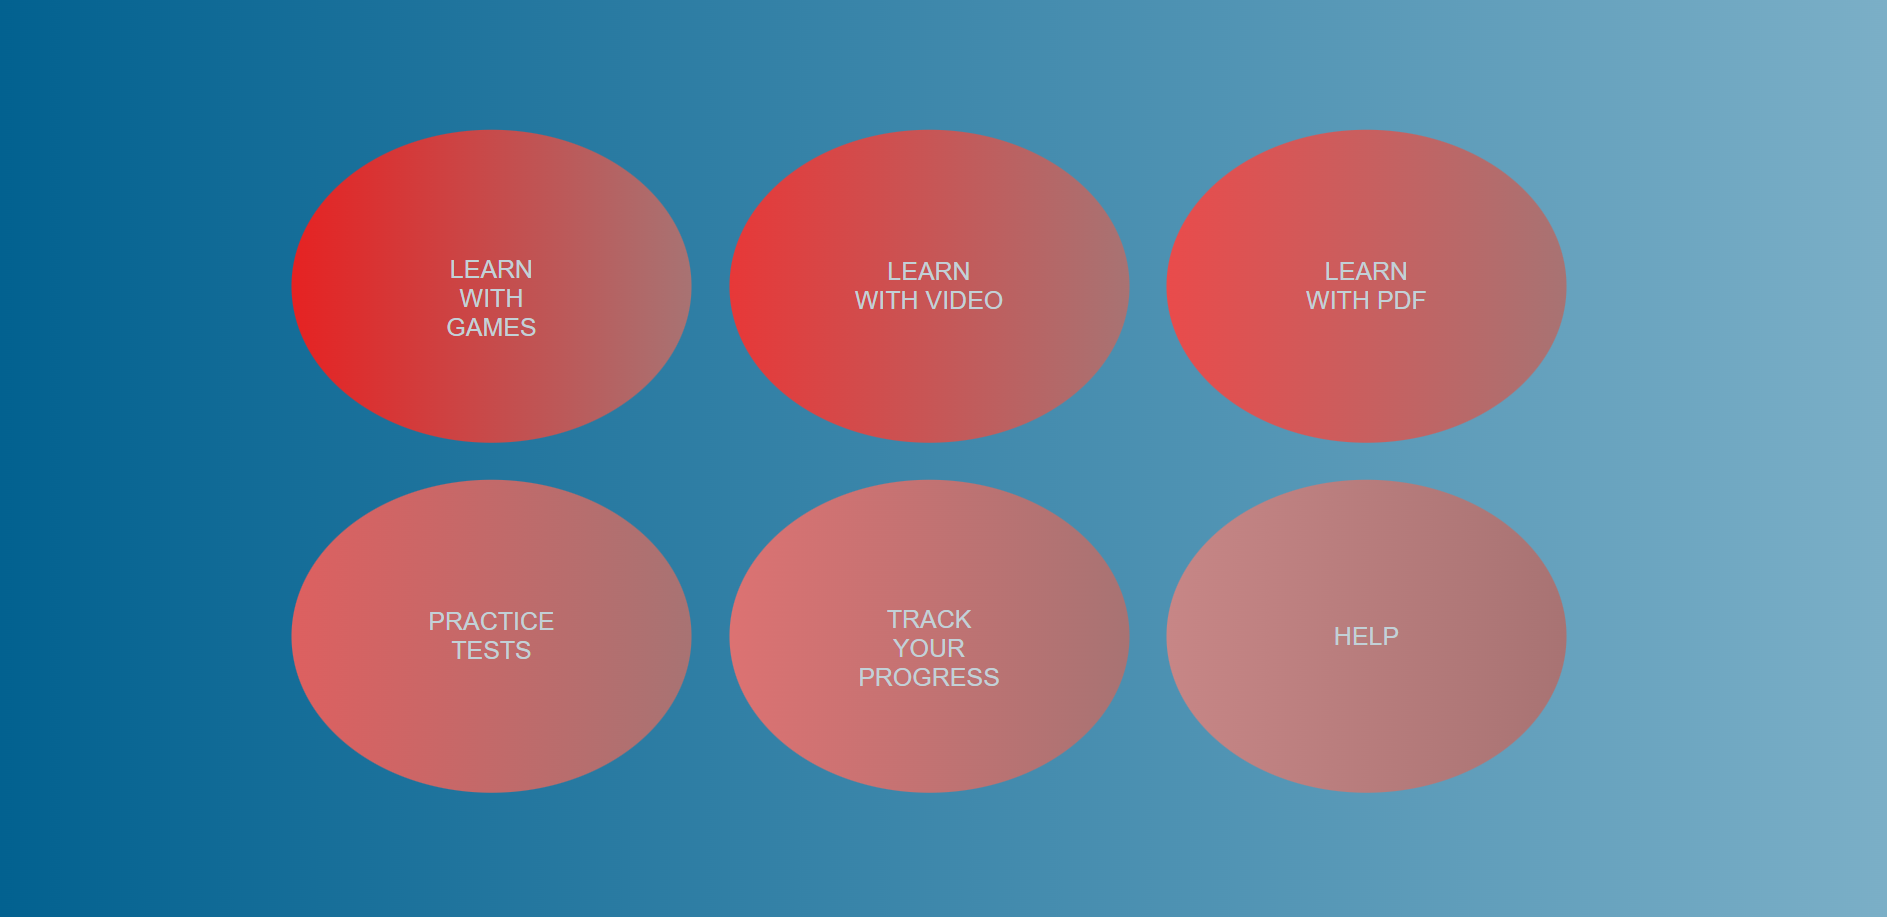 LEARN
WITH
GAMES
LEARN
WITH VIDEO
LEARN
WITH PDF
PRACTICE
TESTS
TRACK
YOUR
PROGRESS
HELP